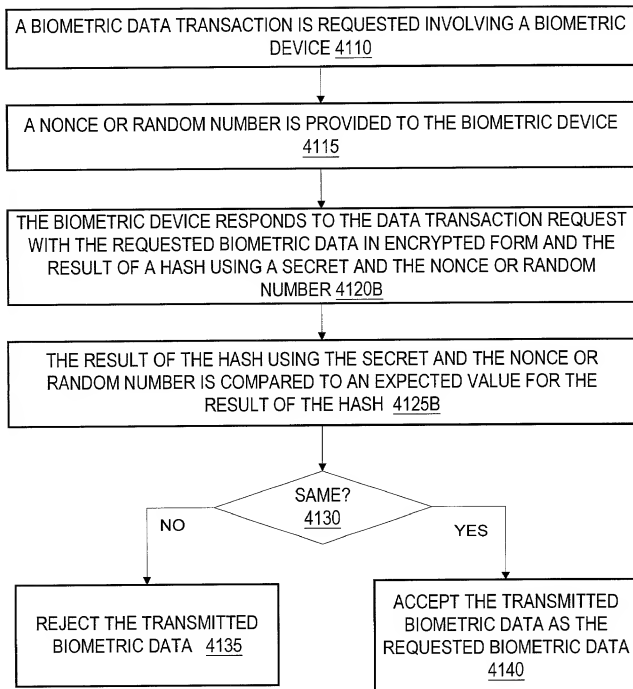 A BIOMETRIC DATA TRANSACTION IS REQUESTED INVOLVING A BIOMETRIC
DEVICE 4110
A NONCE OR RANDOM NUMBER IS PROVIDED TO THE BIOMETRIC DEVICE
4115
THE BIOMETRIC DEVICE RESPONDS TO THE DATA TRANSACTION REQUEST
WITH THE REQUESTED BIOMETRIC DATA IN ENCRYPTED FORM AND THE
RESULT OF A HASH USING A SECRET AND THE NONCE OR RANDOM
NUMBER 4120B
THE RESULT OF THE HASH USING THE SECRET AND THE NONCE OR
RANDOM NUMBER IS COMPARED TO AN EXPECTED VALUE FOR THE
RESULT OF THE HASH 4125B
SAME?
4130
NO
YES
REJECT THE TRANSMITTED
BIOMETRIC DATA 4135
ACCEPT THE TRANSMITTED
BIOMETRIC DATA AS THE
REQUESTED BIOMETRIC DATA
4140